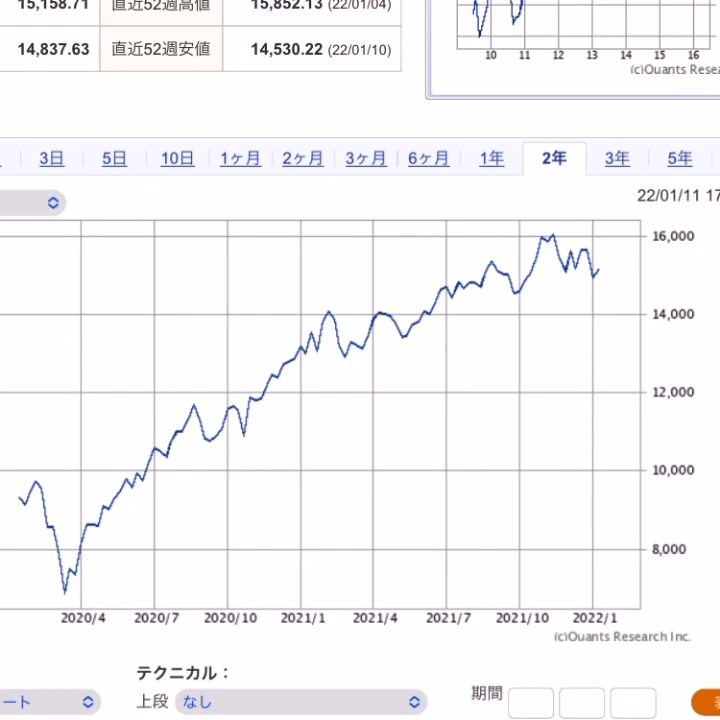 15,158.71 直近52週高値 15,852.13 (22/01/04)
14,837.63 直近52週安値 14,530.22 (22/01/10)
10 11 12 13 14 15 16
(c)Quants Resea
3日 5日 10日 1ヶ月 2ヶ月 3ヶ月 6ヶ月 1年 2年 3年 5年
22/01/11 17
16,000
14,000
12,000
10,000
8,000
2020/4 2020/7 2020/10 2021/1 2021/4 2021/7 2021/10 2022/1
(c)Quants Research Inc.
テクニカル：
ート 上段 なし 期間